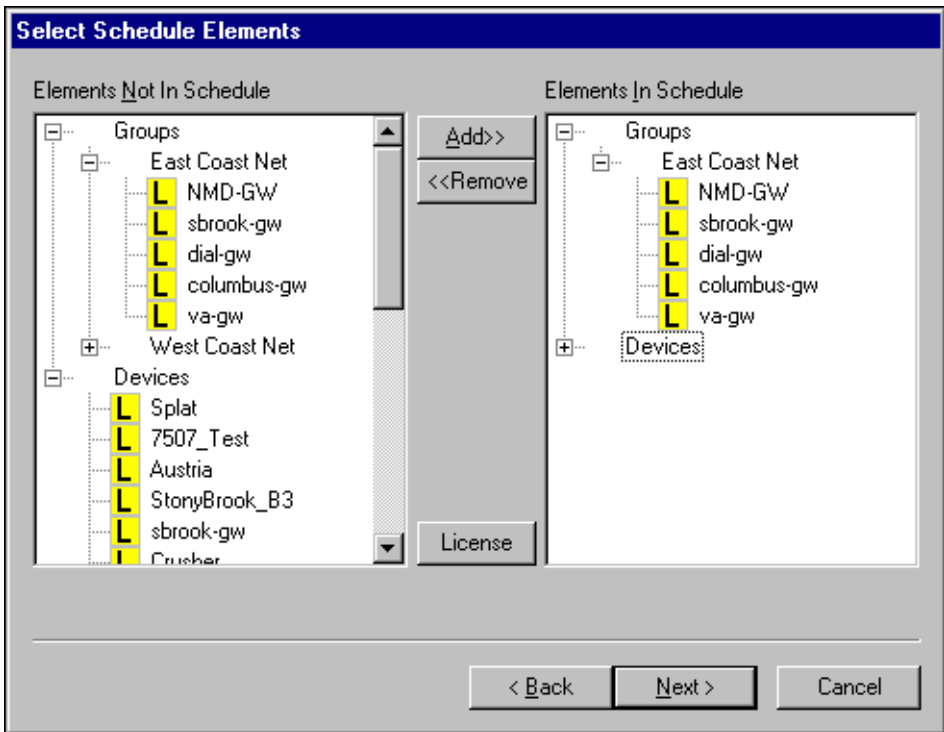 Select Schedule Elements
Elements Not In Schedule
Groups
East Coast Net
L NMD-GW
L sbrook-gw
L dial-gw
L columbus-gw
L va-gw
West Coast Net
Devices
L Splat
L 7507_Test
L Austria
L StonyBrook_B3
L sbrook-gw
L Crusher
Add>>
<<Remove
License
Elements In Schedule
Groups
East Coast Net
L NMD-GW
L sbrook-gw
L dial-gw
L columbus-gw
L va-gw
Devices
< Back
Next >
Cancel